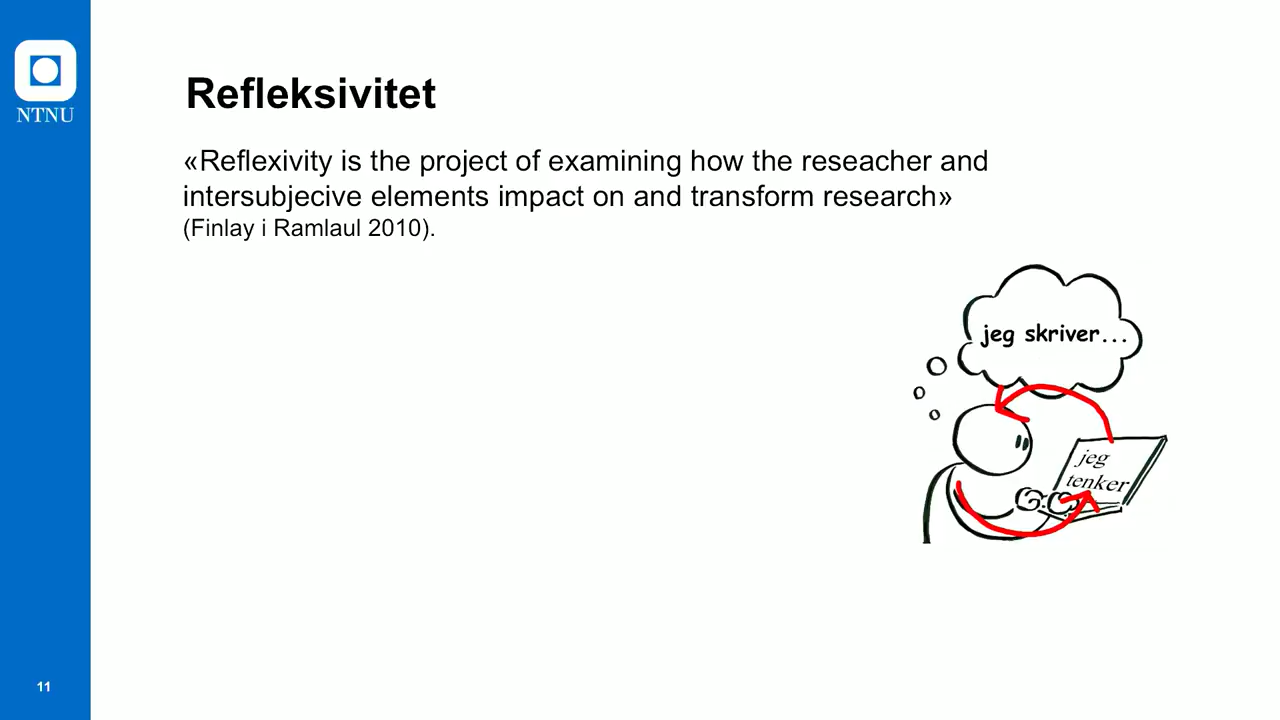 NTNU
Refleksivitet
«Reflexivity is the project of examining how the reseacher and
intersubjecive elements impact on and transform research»
(Finlay i Ramlaul 2010).
jeg skriver...
jeg
tenker
11